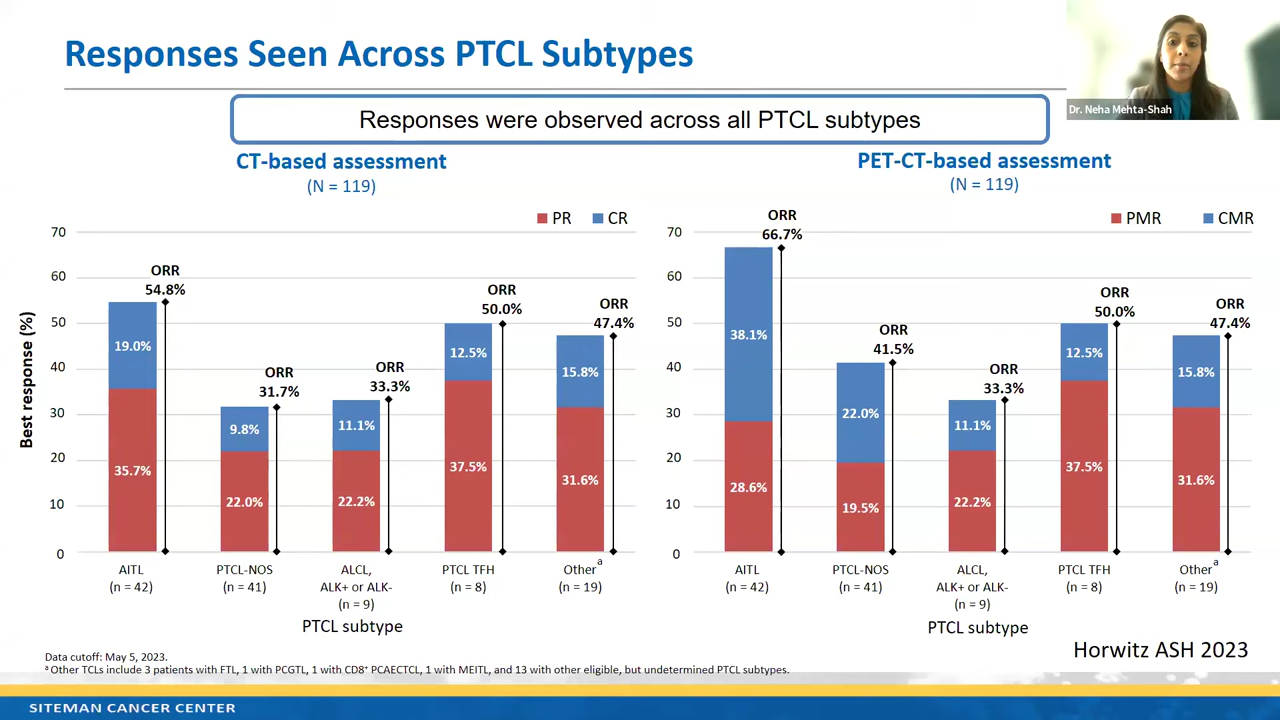 Responses Seen Across PTCL Subtypes
Dr. Neha Mehta-Shah
Responses were observed across all PTCL subtypes
CT-based assessment
(N = 119)
PR CR
Best response (%)
70
60
50
40
30
20
10
0
ORR
54.8%
19.0%
35.7%
ORR
31.7%
9.8%
22.0%
ORR
33.3%
11.1%
22.2%
ORR
50.0%
12.5%
37.5%
ORR
47.4%
15.8%
31.6%
AITL
(n = 42)
PTCL-NOS
(n = 41)
ALCL,
ALK+ or ALK-
(n = 9)
PTCL TFH
(n = 8)
Other a
(n = 19)
PTCL subtype
PET-CT-based assessment
(N = 119)
PMR CMR
70
60
50
40
30
20
10
0
ORR
66.7%
38.1%
28.6%
ORR
41.5%
22.0%
19.5%
ORR
33.3%
11.1%
22.2%
ORR
50.0%
12.5%
37.5%
ORR
47.4%
15.8%
31.6%
AITL
(n = 42)
PTCL-NOS
(n = 41)
ALCL,
ALK+ or ALK-
(n = 9)
PTCL TFH
(n = 8)
Other a
(n = 19)
PTCL subtype
Horwitz ASH 2023
Data cutoff: May 5, 2023.
a Other TCLs include 3 patients with FTL, 1 with PCGTL, 1 with CD8+ PCAECTCL, 1 with MEITL, and 13 with other eligible, but undetermined PTCL subtypes.
SITEMAN CANCER CENTER